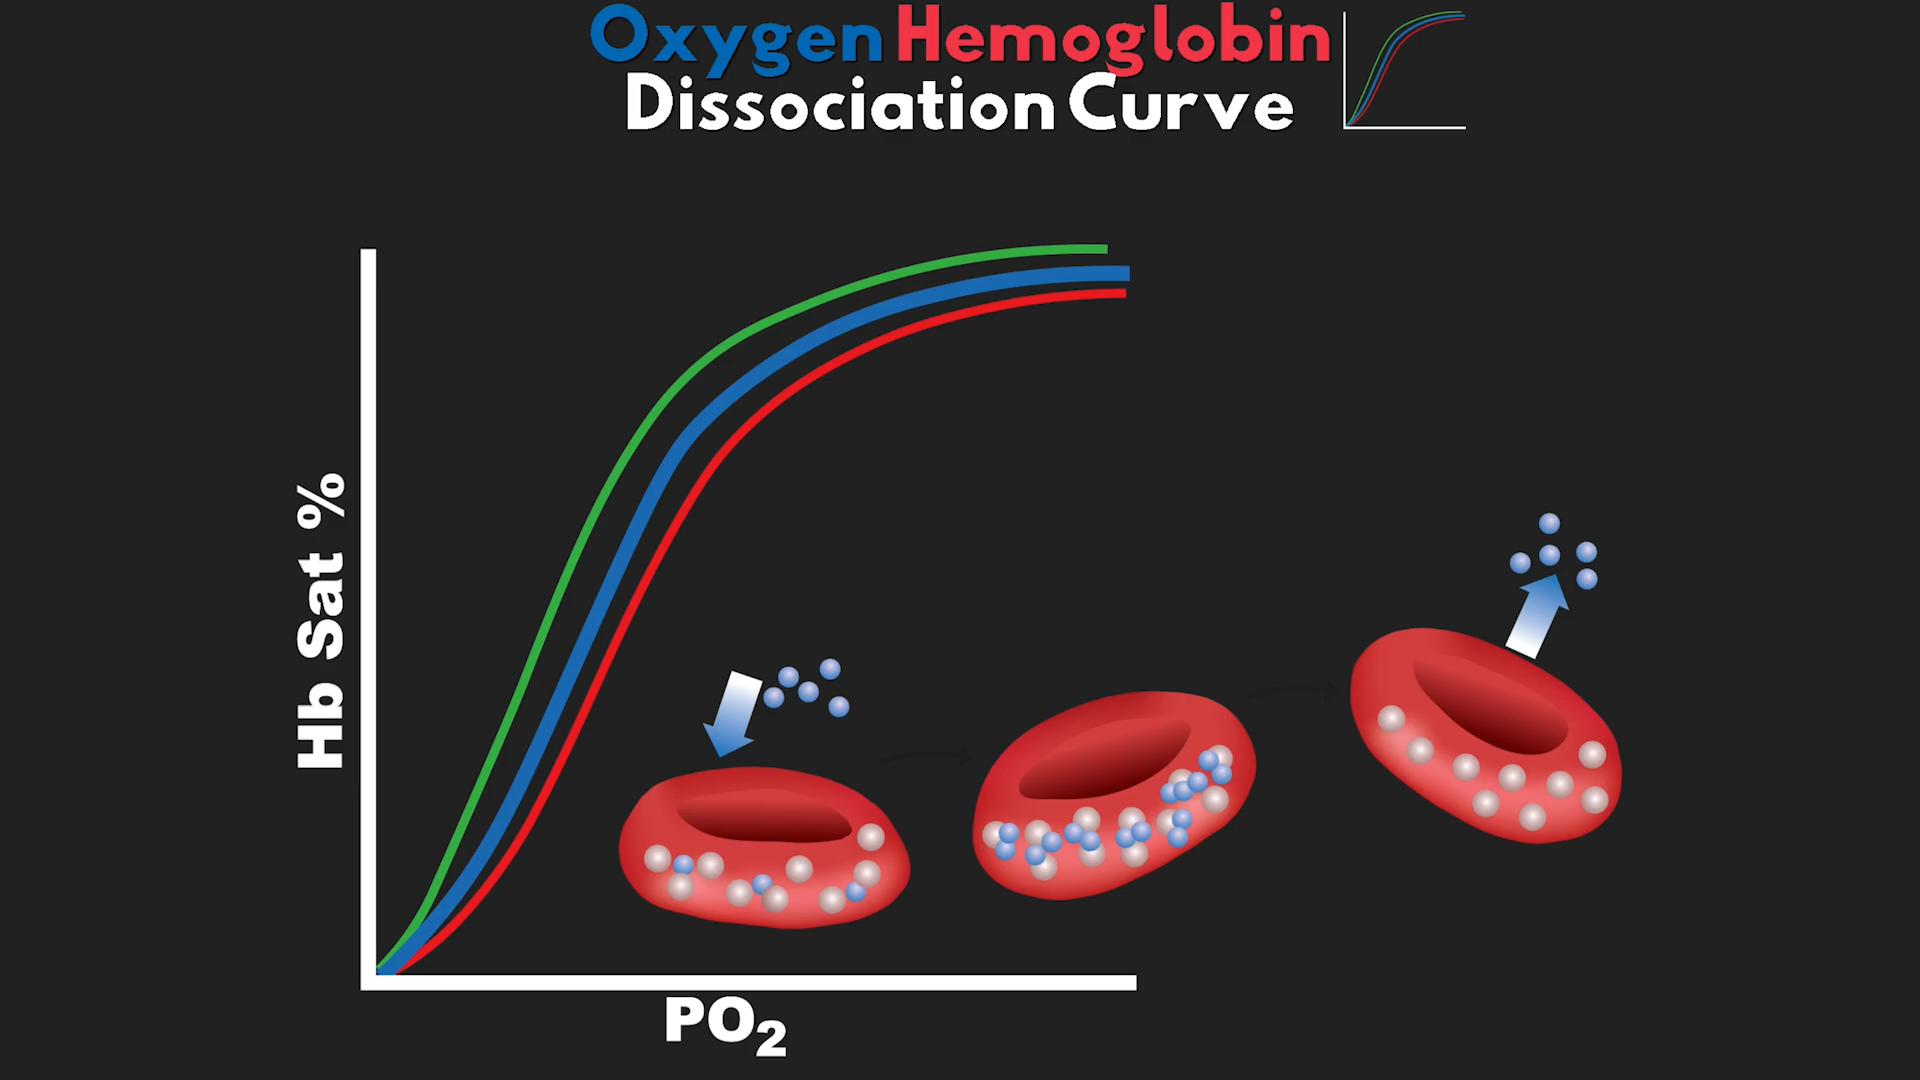 Oxygen Hemoglobin
Dissociation Curve
Hb Sat %
PO₂